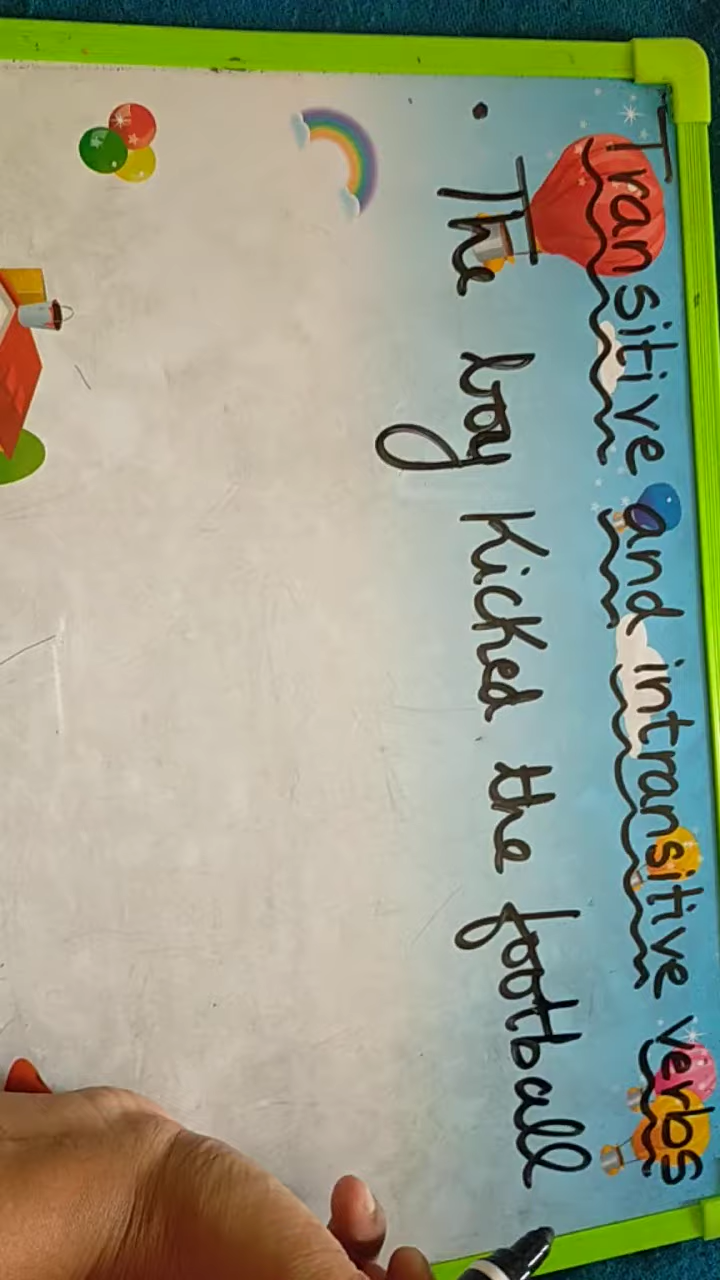 Transitive and intransitive verbs
• The boy Kicked the football